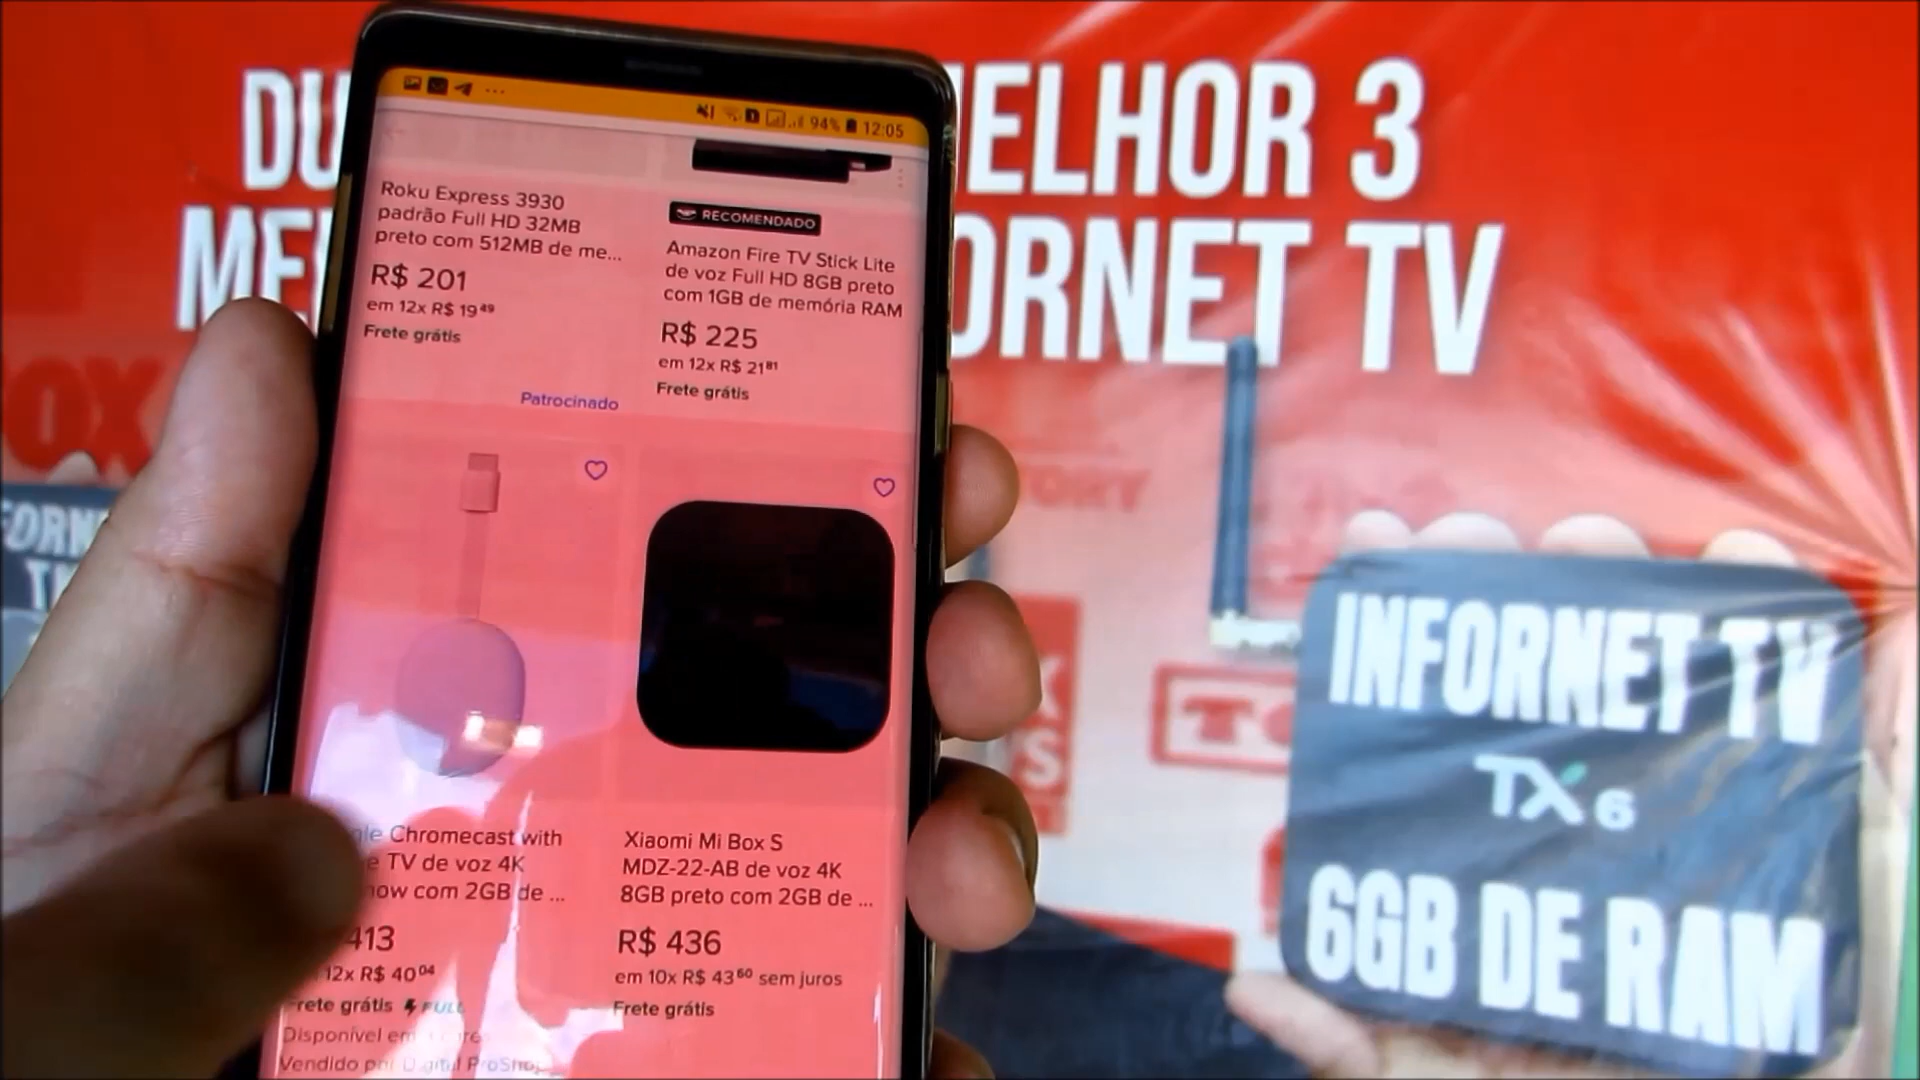 DU
MELHOR 3
ME
ORNET TV
94% 12:05
Roku Express 3930
padrão Full HD 32MB
preto com 512MB de me...
R$ 201
em 12x R$ 19 49
Frete grátis
RECOMENDADO
Amazon Fire TV Stick Lite
de voz Full HD 8GB preto
com 1GB de memória RAM
R$ 225
em 12x R$ 21 81
Frete grátis
Patrocinado
gle Chromecast with
e TV de voz 4K
now com 2GB de ...
413
12x R$ 40 04
Frete grátis FULL
Disponível em
Vendido por Digital ProShop
Xiaomi Mi Box S
MDZ-22-AB de voz 4K
8GB preto com 2GB de ...
R$ 436
em 10x R$ 43 60 sem juros
Frete grátis
OX
FORN
TORY
INFORNET TV
TX6
6GB DE RAM